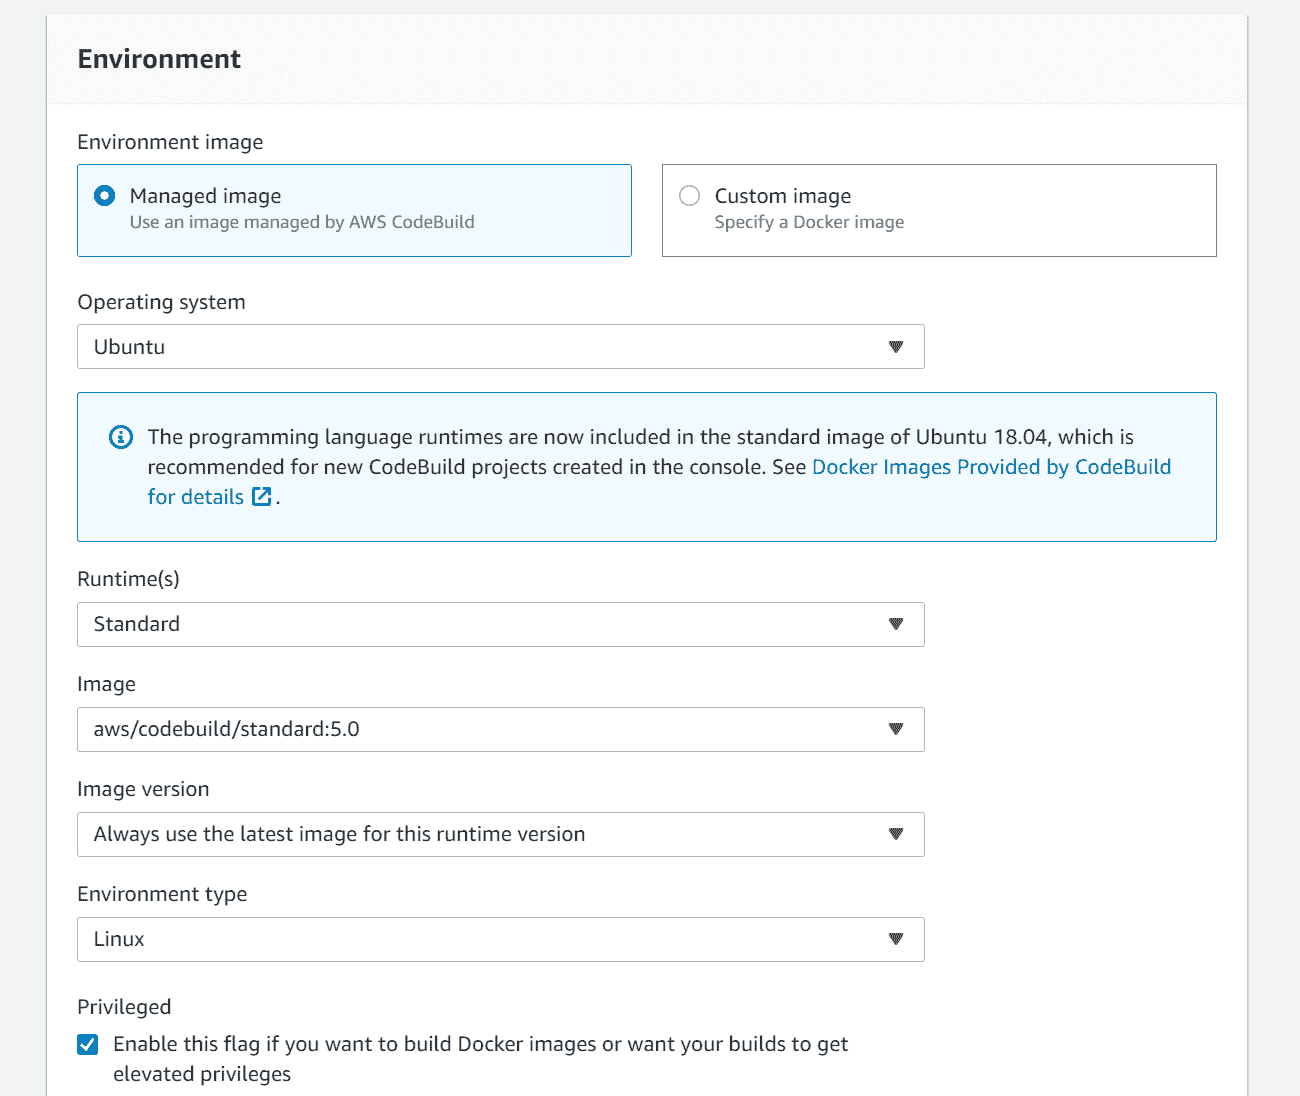 Environment
Environment image
Managed image
Use an image managed by AWS CodeBuild
Custom image
Specify a Docker image
Operating system
Ubuntu
The programming language runtimes are now included in the standard image of Ubuntu 18.04, which is
recommended for new CodeBuild projects created in the console. See Docker Images Provided by CodeBuild
for details .
Runtime(s)
Standard
Image
aws/codebuild/standard:5.0
Image version
Always use the latest image for this runtime version
Environment type
Linux
Privileged
Enable this flag if you want to build Docker images or want your builds to get
elevated privileges